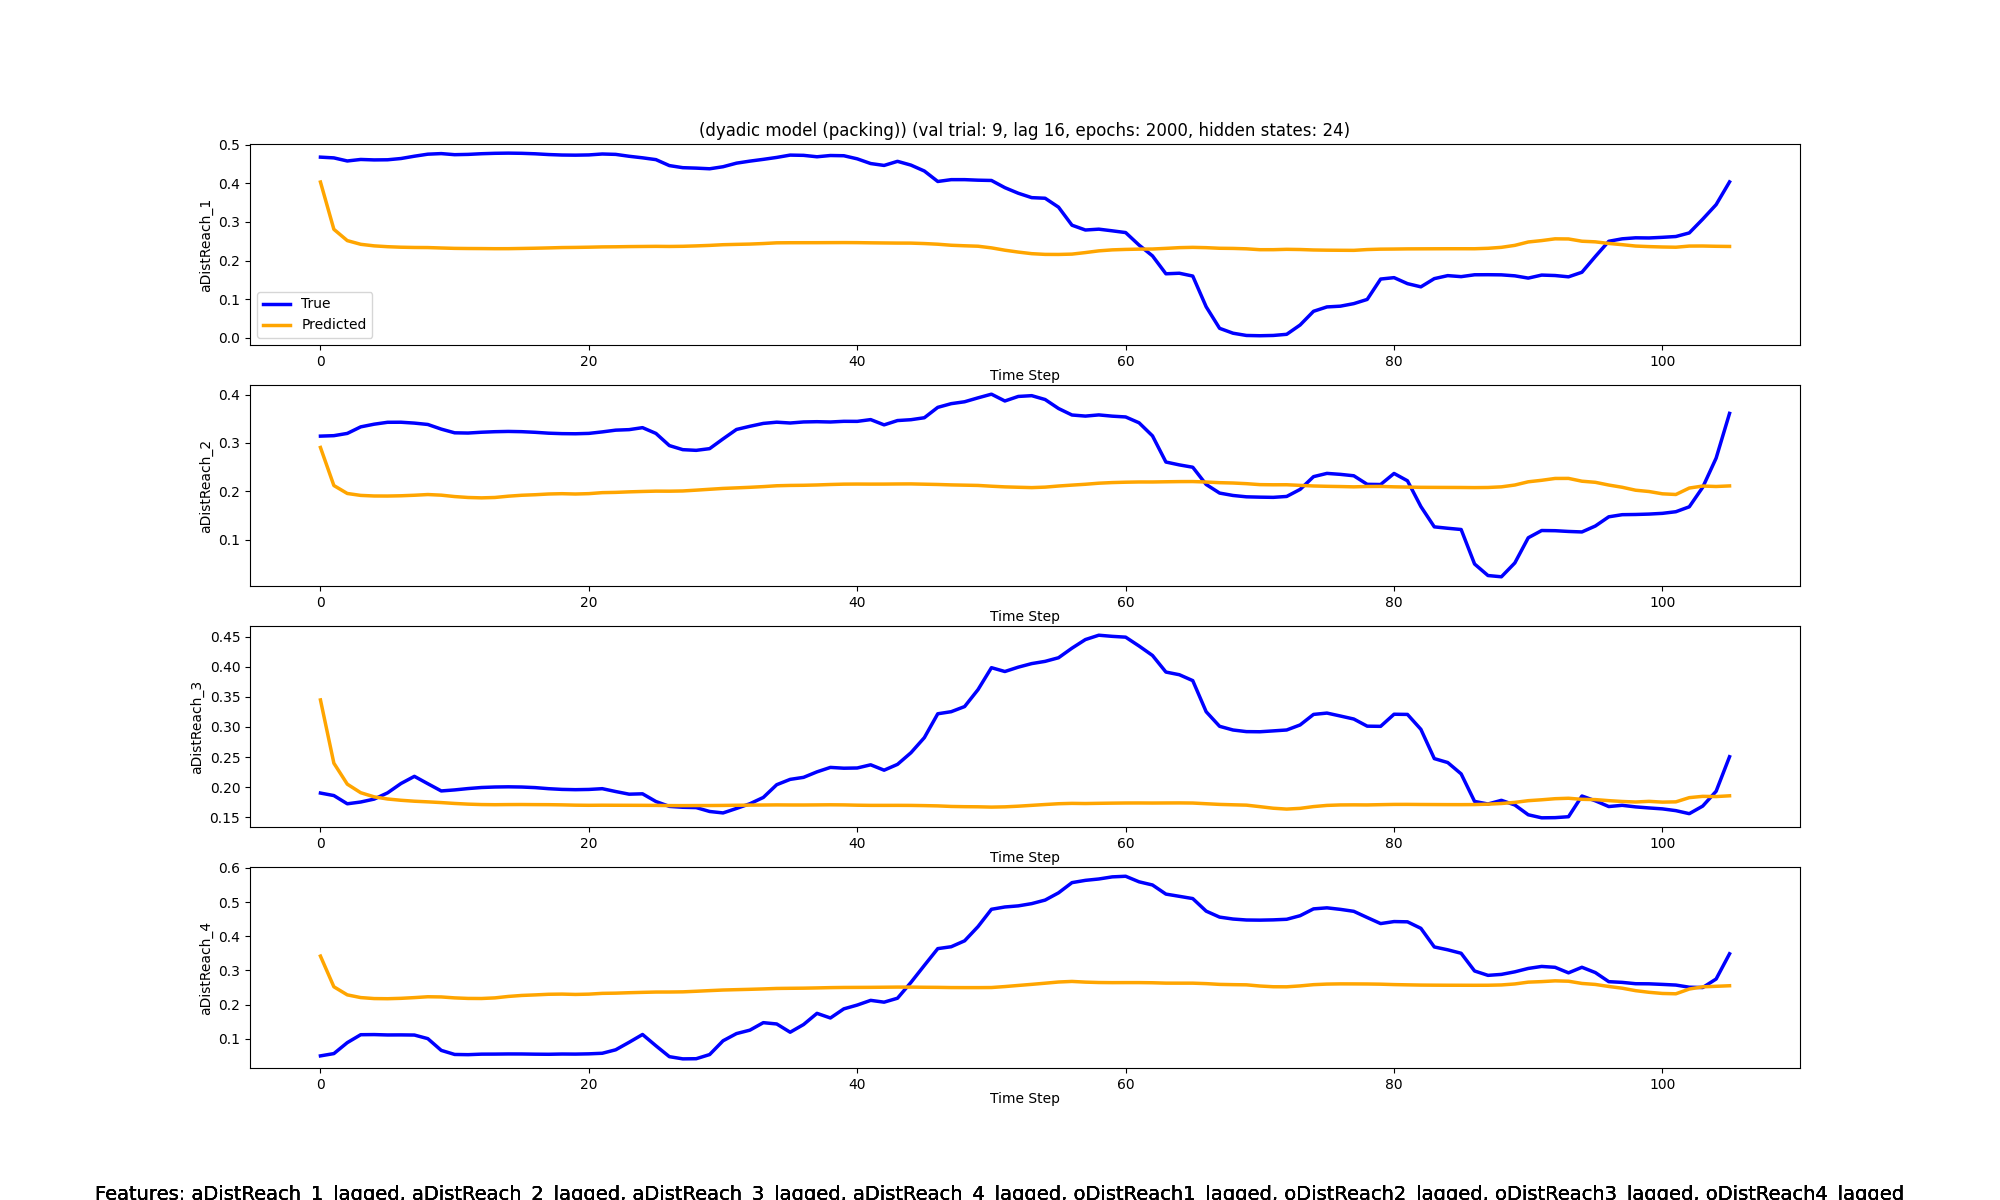 (dyadic model (packing)) (val trial: 9, lag 16, epochs: 2000, hidden states: 24)
0.5
0.4
0.3
0.2
0.1
0.0
aDistReach_1
True
Predicted
0 20 40 60 80 100
Time Step
0.4
0.3
0.2
0.1
aDistReach_2
0 20 40 60 80 100
Time Step
0.45
0.40
0.35
0.30
0.25
0.20
0.15
aDistReach_3
0 20 40 60 80 100
Time Step
0.6
0.5
0.4
0.3
0.2
0.1
aDistReach_4
0 20 40 60 80 100
Time Step
Features: aDistReach_1_lagged, aDistReach_2_lagged, aDistReach_3_lagged, aDistReach_4_lagged, oDistReach1_lagged, oDistReach2_lagged, oDistReach3_lagged, oDistReach4_lagged